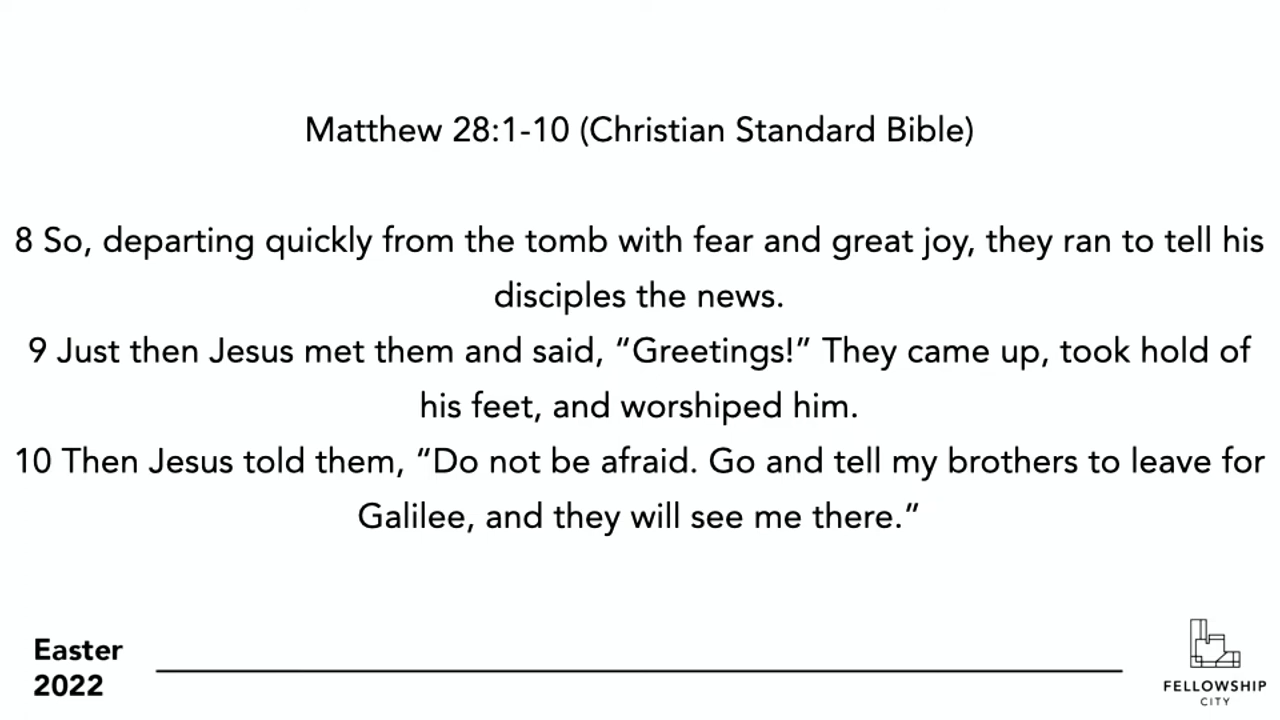 Matthew 28:1-10 (Christian Standard Bible)
8 So, departing quickly from the tomb with fear and great joy, they ran to tell his
disciples the news.
9 Just then Jesus met them and said, “Greetings!” They came up, took hold of
his feet, and worshiped him.
10 Then Jesus told them, “Do not be afraid. Go and tell my brothers to leave for
Galilee, and they will see me there.”
Easter
2022
FELLOWSHIP
CITY